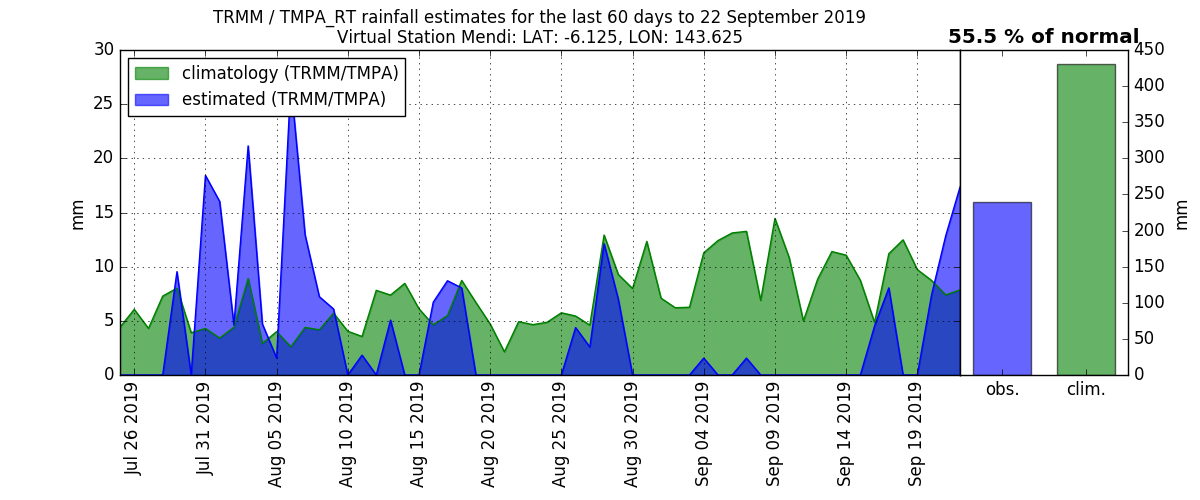 TRMM / TMPA_RT rainfall estimates for the last 60 days to 22 September 2019
Virtual Station Mendi: LAT: -6.125, LON: 143.625
55.5 % of normal
climatology (TRMM/TMPA)
estimated (TRMM/TMPA)
30
25
20
15
10
5
0
mm
Jul 26 2019
Jul 31 2019
Aug 05 2019
Aug 10 2019
Aug 15 2019
Aug 20 2019
Aug 25 2019
Aug 30 2019
Sep 04 2019
Sep 09 2019
Sep 14 2019
Sep 19 2019
obs.
clim.
450
400
350
300
250
200
150
100
50
0
mm